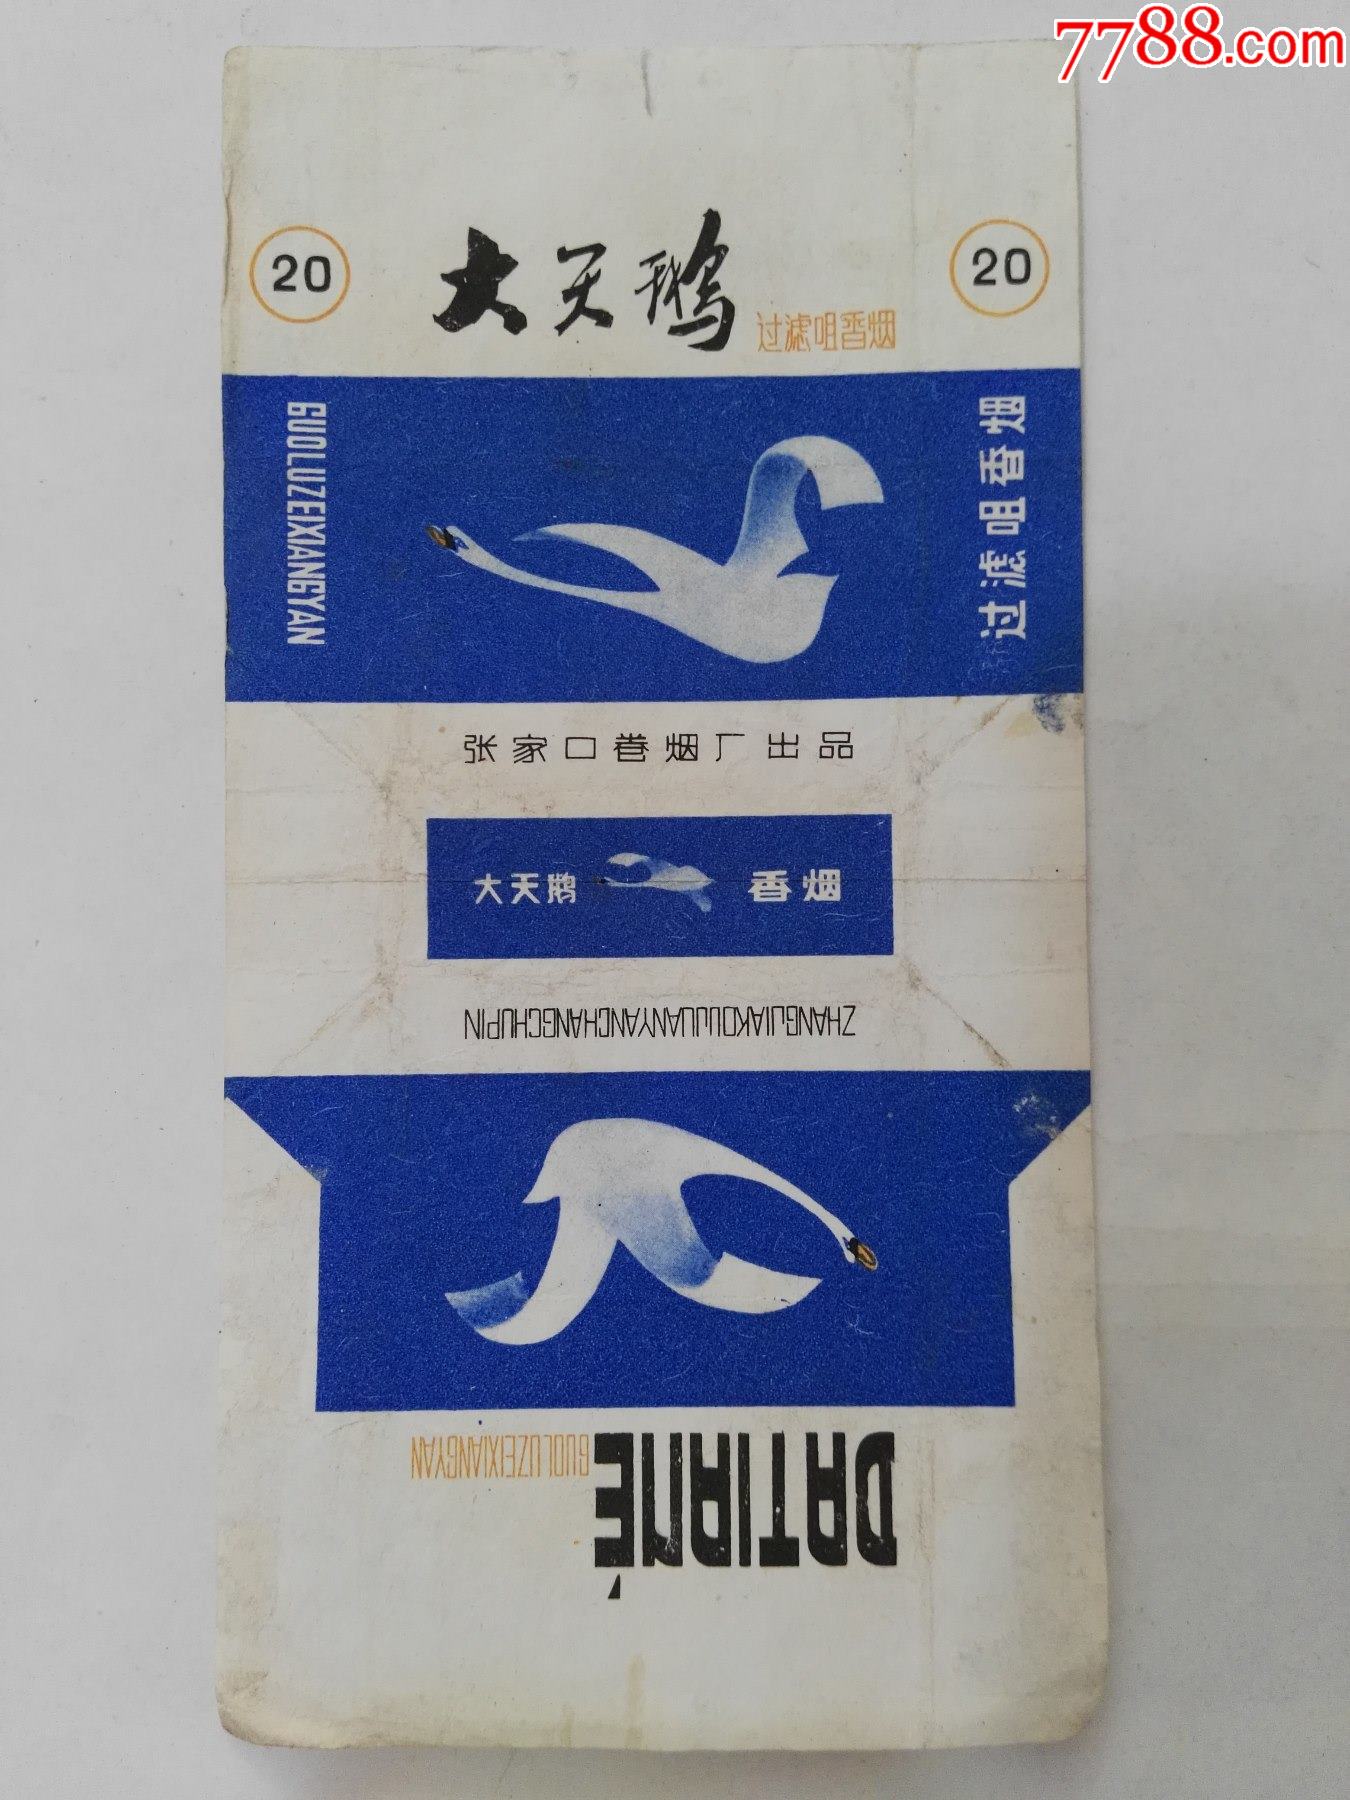 7788.com
20
大天鹅
过滤咀香烟
20
GUOLUZEIXIANGYAN
过滤咀香烟
张家口卷烟厂出品
大天鹅 香烟
ZHANGJIAKOUJUANYANCHANGCHUPIN
DATIANÉ
GUOLUZEIXIANGYAN